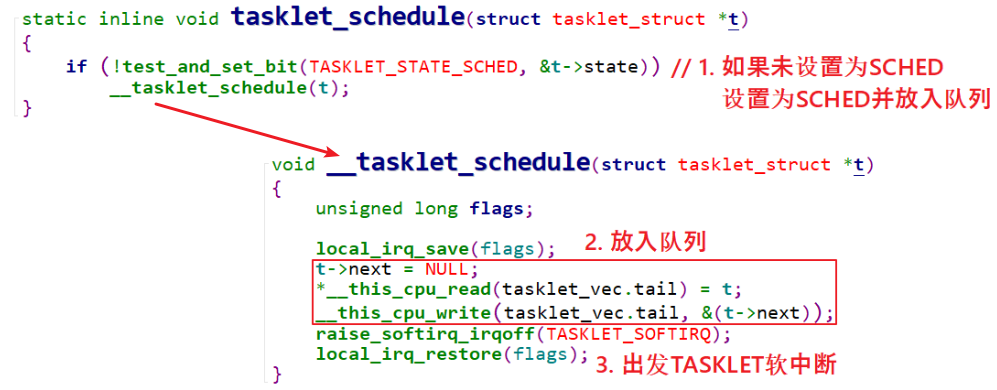 static inline void tasklet_schedule(struct tasklet_struct *t)
{
if (!test_and_set_bit(TASKLET_STATE_SCHED, &t->state)) // 1. 如果未设置为SCHED
__tasklet_schedule(t); 设置为SCHED并放入队列
}
void __tasklet_schedule(struct tasklet_struct *t)
{
unsigned long flags;
local_irq_save(flags); 2. 放入队列
t->next = NULL;
*__this_cpu_read(tasklet_vec.tail) = t;
__this_cpu_write(tasklet_vec.tail, &(t->next));
raise_softirq_irqoff(TASKLET_SOFTIRQ);
local_irq_restore(flags); 3. 出发TASKLET软中断
}